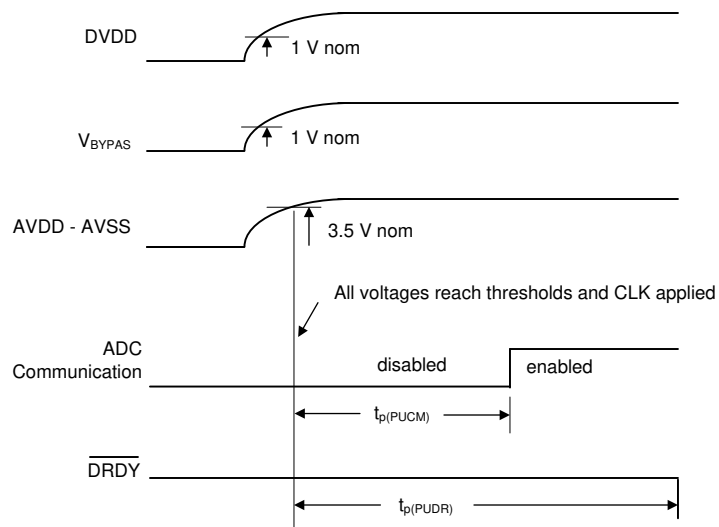 DVDD
1 V nom
VBYPAS
1 V nom
AVDD - AVSS
3.5 V nom
All voltages reach thresholds and CLK applied
ADC
Communication
disabled
enabled
tp(PUCM)
DRDY
tp(PUDR)